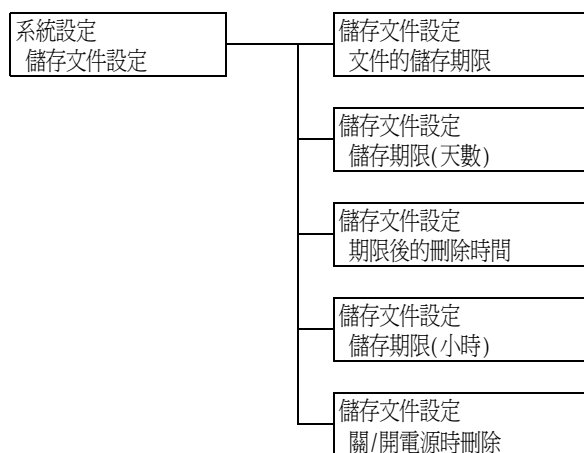 系統設定
儲存文件設定
儲存文件設定
文件的儲存期限
儲存文件設定
儲存期限(天數)
儲存文件設定
期限後的刪除時間
儲存文件設定
儲存期限(小時)
儲存文件設定
關/開電源時刪除